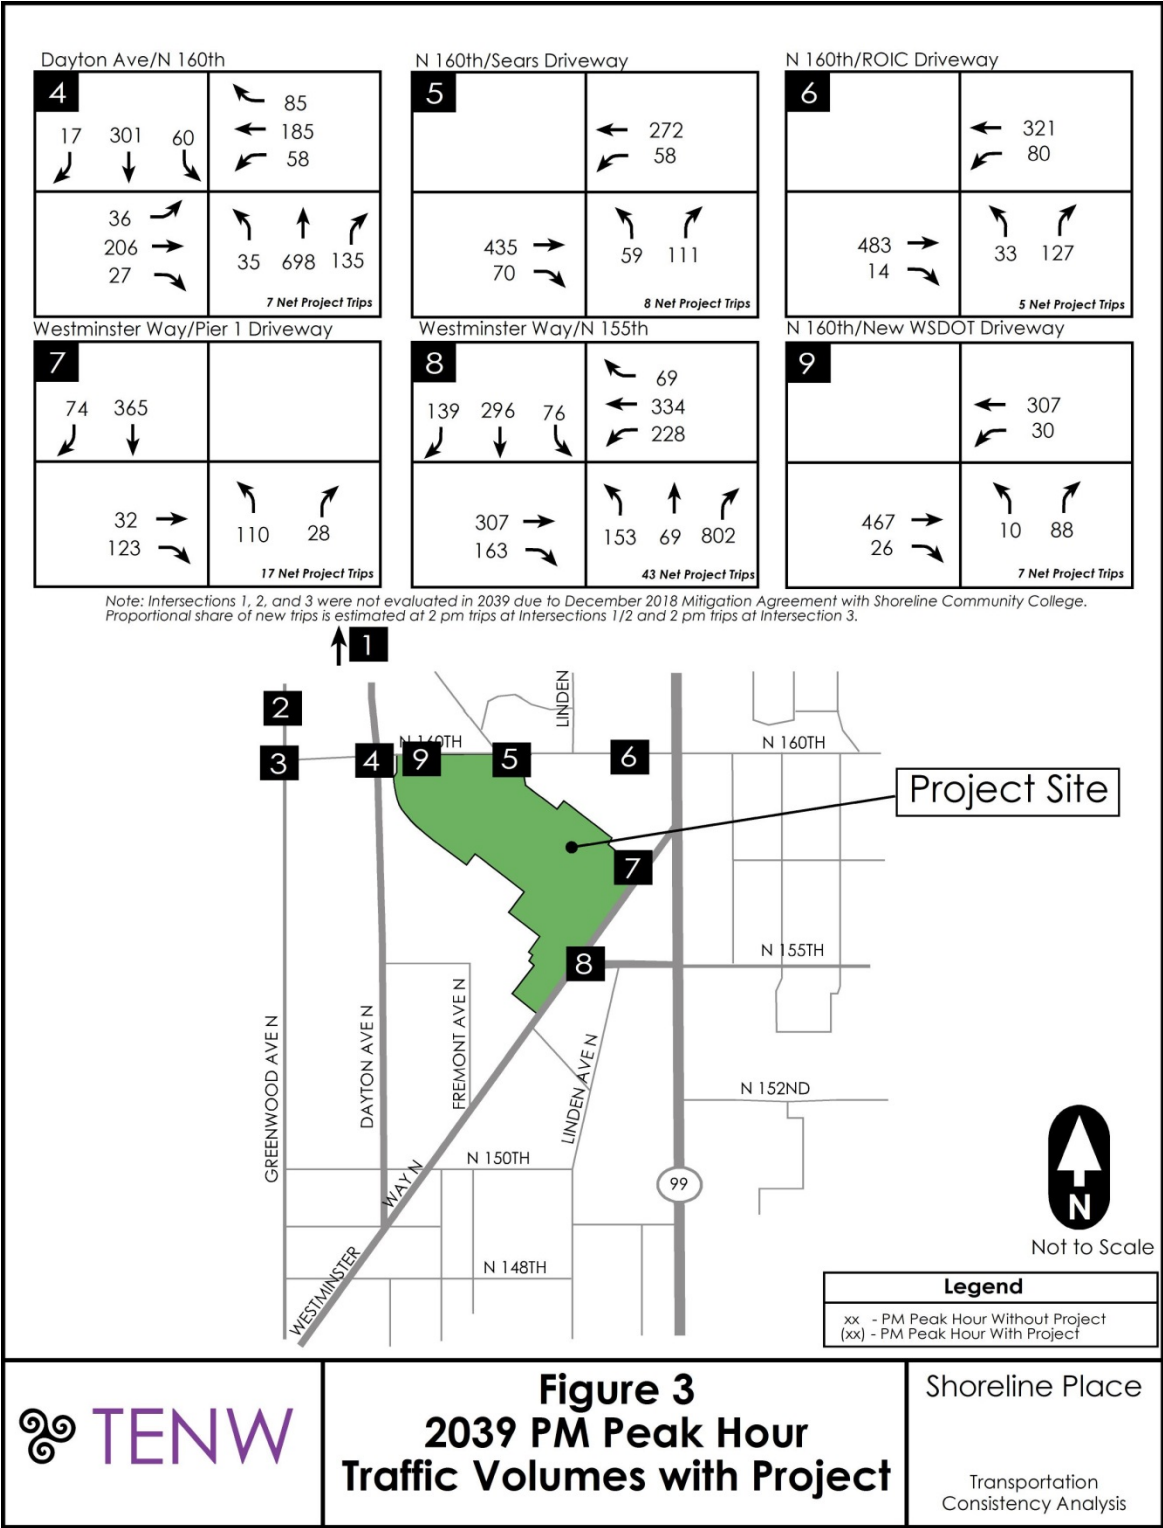 Dayton Ave/N 160th
4
17 301 60
85
185
58
36
206
27
35 698 135
7 Net Project Trips
N 160th/Sears Driveway
5
272
58
435
70
59 111
8 Net Project Trips
N 160th/ROIC Driveway
6
321
80
483
14
33 127
5 Net Project Trips
Westminster Way/Pier 1 Driveway
7
74 365
32
123
110 28
17 Net Project Trips
Westminster Way/N 155th
8
139 296 76
69
334
228
307
163
153 69 802
43 Net Project Trips
N 160th/New WSDOT Driveway
9
307
30
467
26
10 88
7 Net Project Trips
Note: Intersections 1, 2, and 3 were not evaluated in 2039 due to December 2018 Mitigation Agreement with Shoreline Community College.
Proportional share of new trips is estimated at 2 pm trips at Intersections 1/2 and 2 pm trips at Intersection 3.
1
2
LINDEN
N 160TH
N 160TH
3
4
9
5
6
Project Site
7
N 155TH
8
GREENWOOD AVE N
DAYTON AVE N
FREMONT AVE N
LINDEN AVE N
N 152ND
N 150TH
WAY N
99
N
Not to Scale
WESTMINSTER
N 148TH
Legend
xx - PM Peak Hour Without Project
(xx) - PM Peak Hour With Project
TENW
Figure 3
2039 PM Peak Hour
Traffic Volumes with Project
Shoreline Place
Transportation
Consistency Analysis